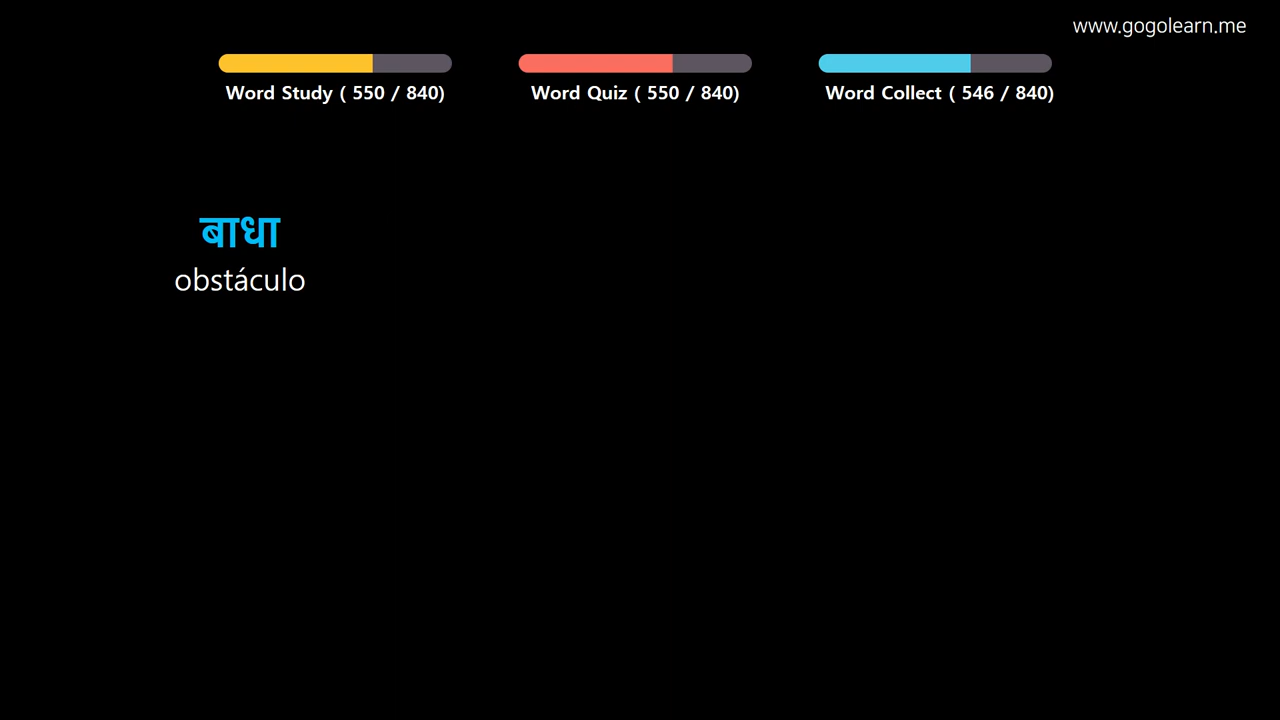 www.gogolearn.me
Word Study ( 550 / 840)
Word Quiz ( 550 / 840)
Word Collect ( 546 / 840)
बाधा
obstáculo